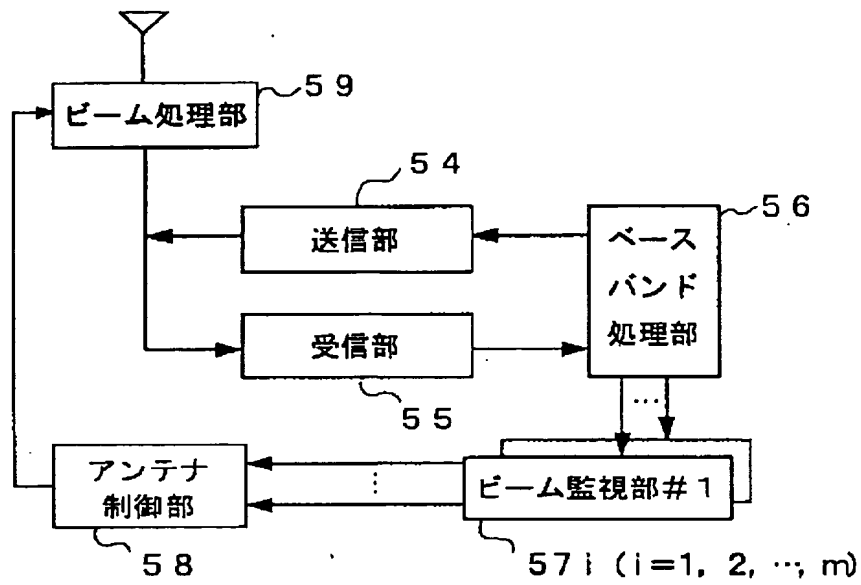 59
ビーム処理部
54
送信部
56
ベース
バンド
処理部
受信部
55
アンテナ
制御部
58
ビーム監視部#1
57i (i=1, 2, …, m)